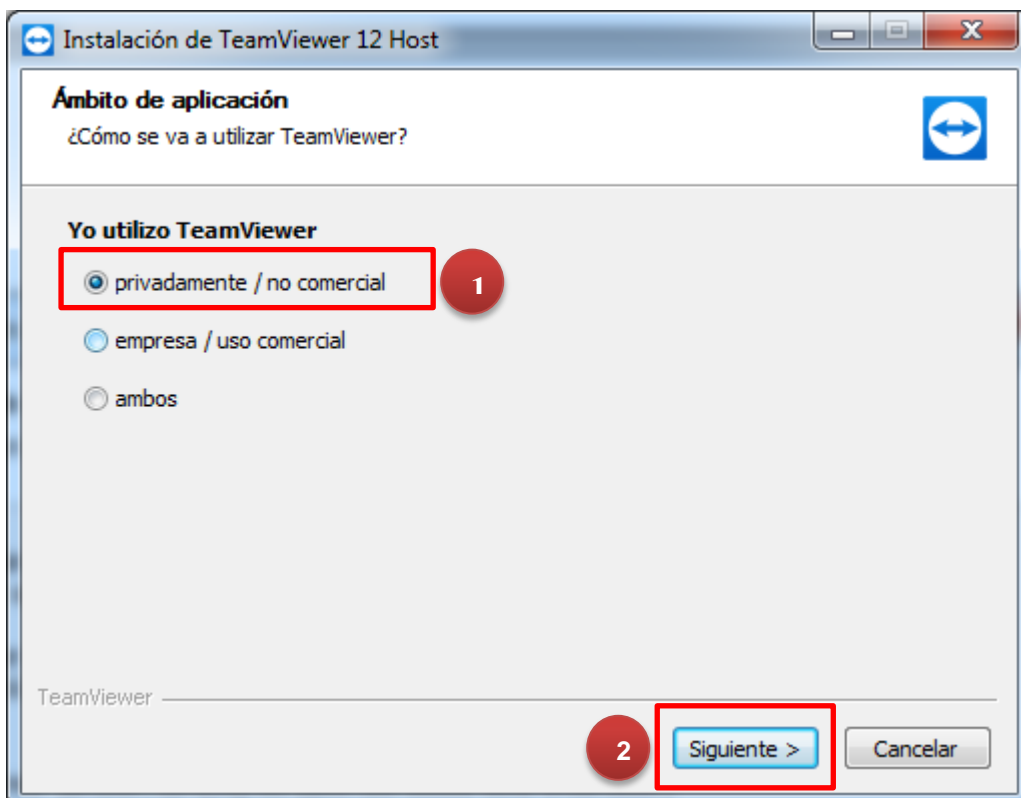 Instalación de TeamViewer 12 Host
Ámbito de aplicación
¿Cómo se va a utilizar TeamViewer?
Yo utilizo TeamViewer
privadamente / no comercial
1
empresa / uso comercial
ambos
TeamViewer
2
Siguiente >
Cancelar